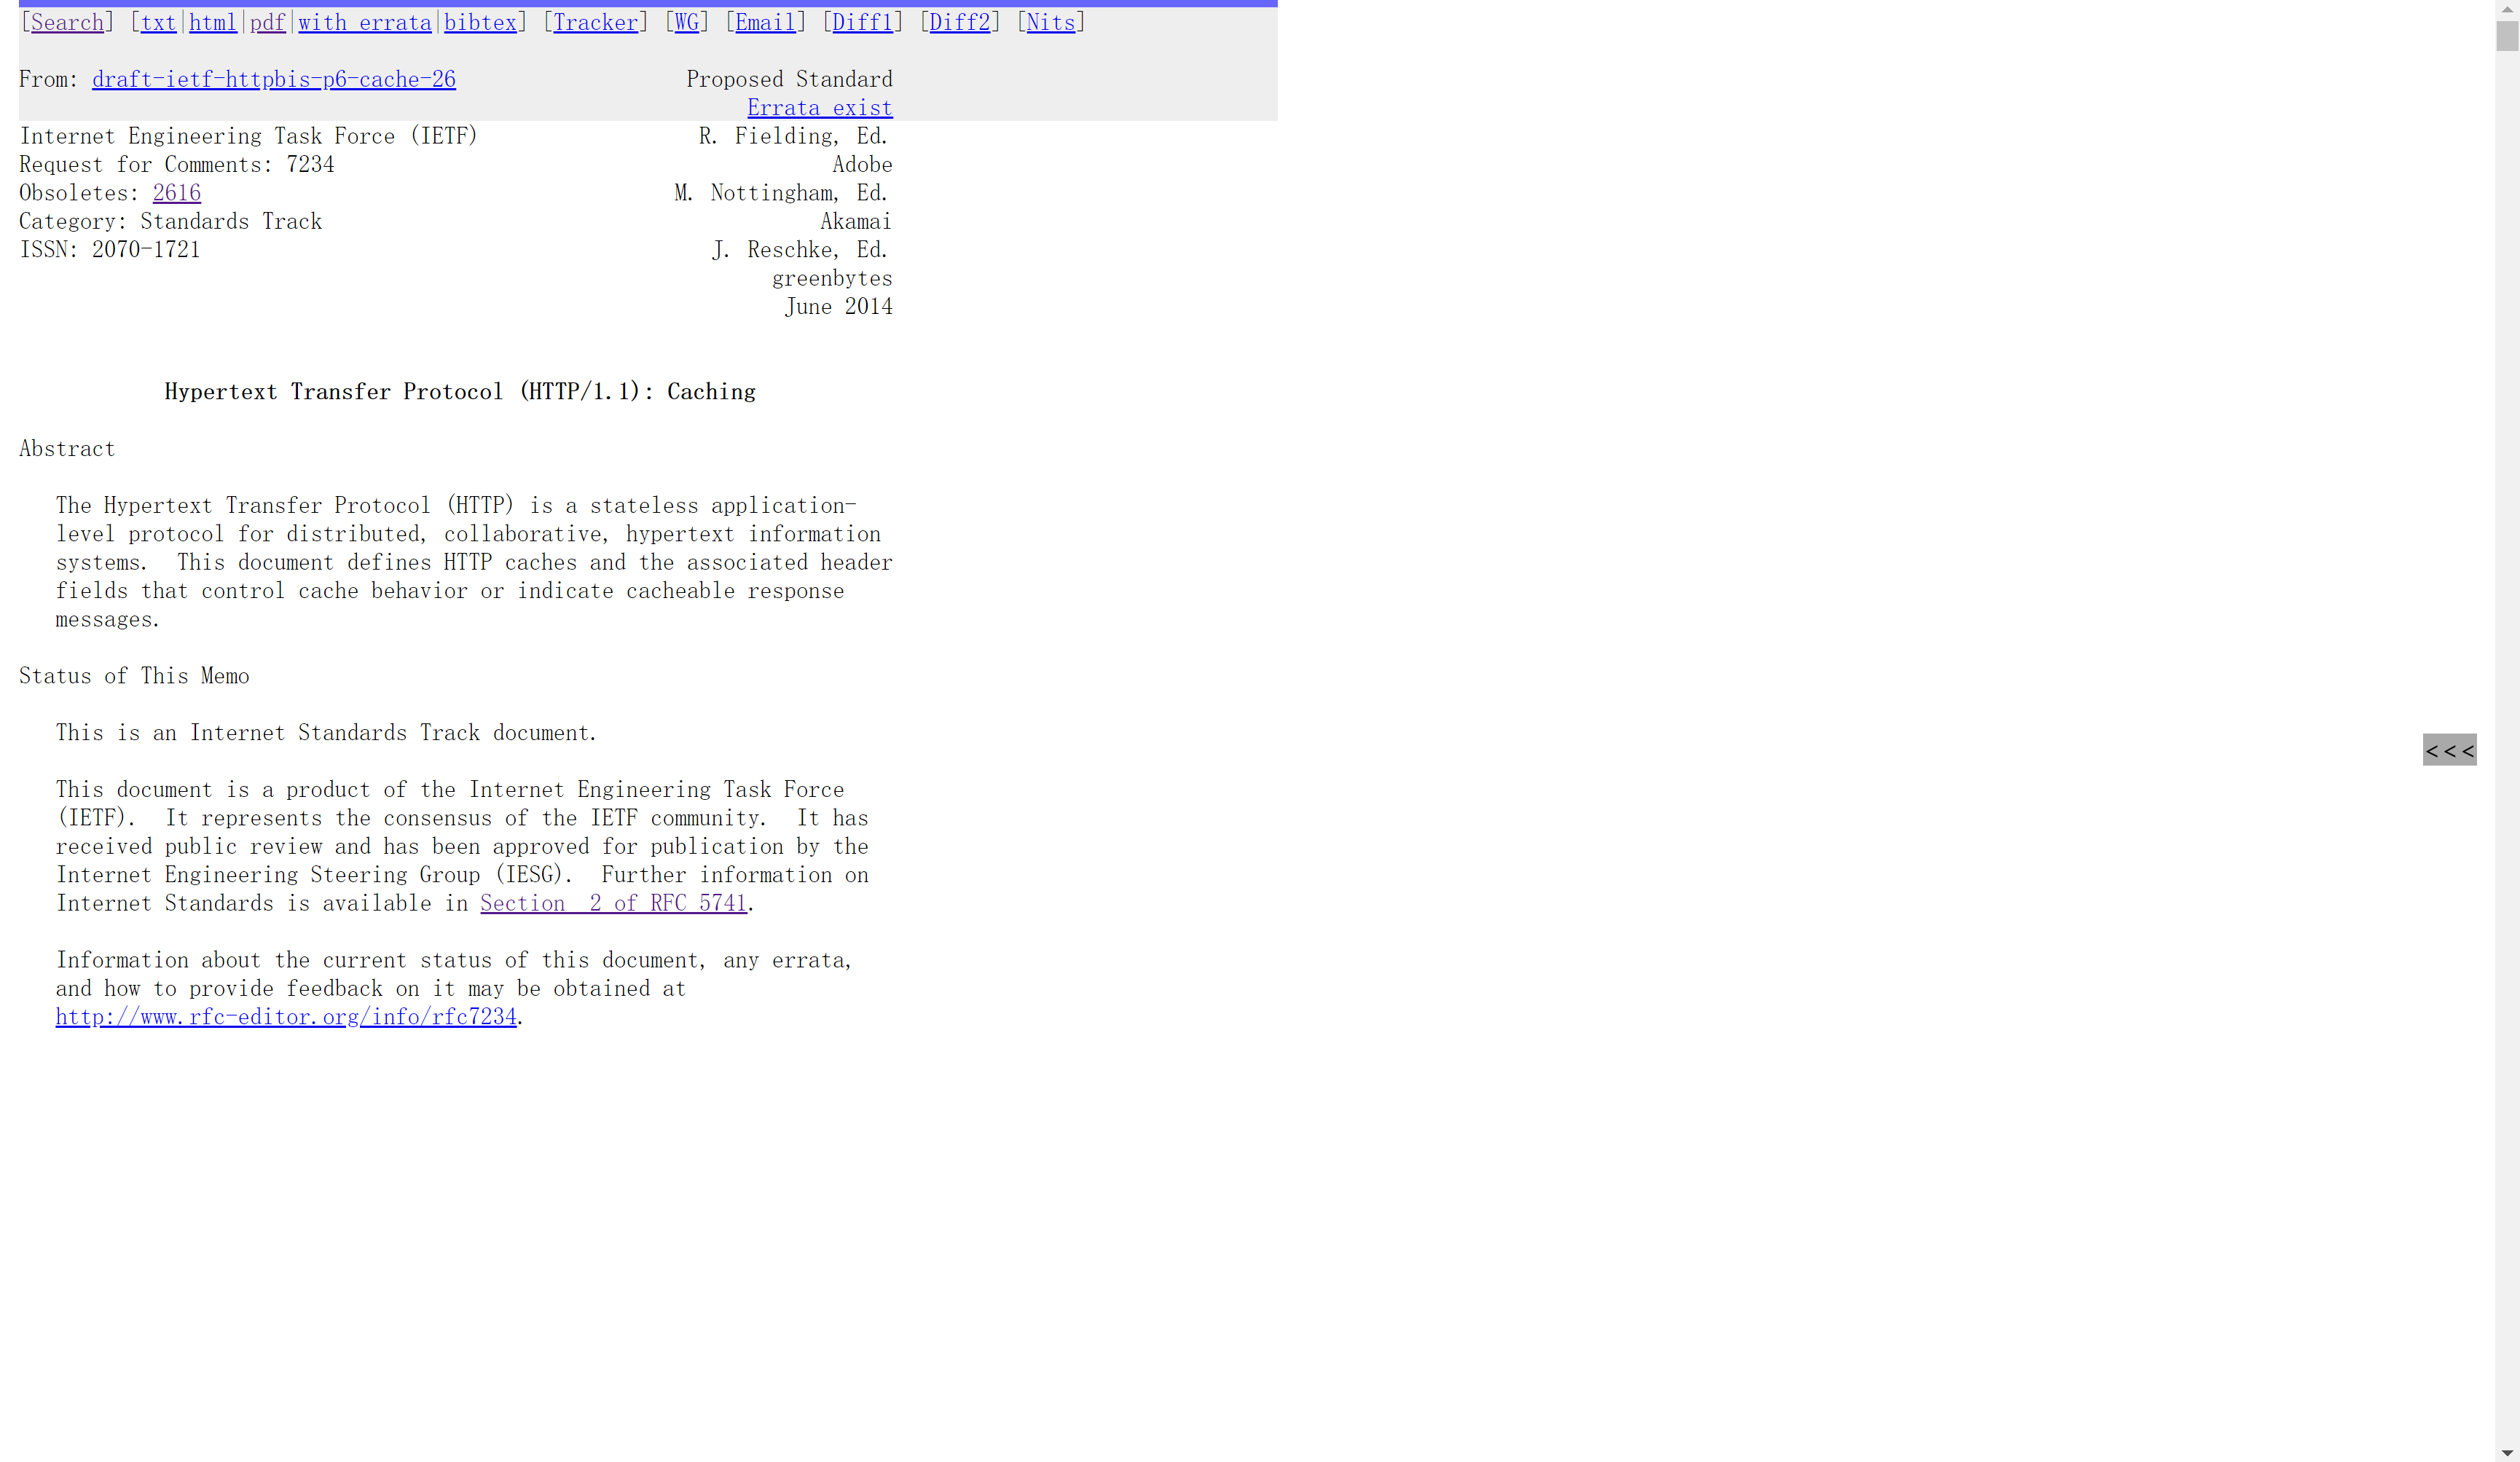 [Search] [txt|html|pdf|with errata|bibtex] [Tracker] [WG] [Email] [Diff1] [Diff2] [Nits]
From: draft-ietf-httpbis-p6-cache-26 Proposed Standard
Errata exist
Internet Engineering Task Force (IETF) R. Fielding, Ed.
Request for Comments: 7234 Adobe
Obsoletes: 2616 M. Nottingham, Ed.
Category: Standards Track Akamai
ISSN: 2070-1721 J. Reschke, Ed.
greenbytes
June 2014
Hypertext Transfer Protocol (HTTP/1.1): Caching
Abstract
The Hypertext Transfer Protocol (HTTP) is a stateless application-
level protocol for distributed, collaborative, hypertext information
systems.  This document defines HTTP caches and the associated header
fields that control cache behavior or indicate cacheable response
messages.
Status of This Memo
This is an Internet Standards Track document.
This document is a product of the Internet Engineering Task Force
(IETF).  It represents the consensus of the IETF community.  It has
received public review and has been approved for publication by the
Internet Engineering Steering Group (IESG).  Further information on
Internet Standards is available in Section  2 of RFC 5741.
<<<
Information about the current status of this document, any errata,
and how to provide feedback on it may be obtained at
http://www.rfc-editor.org/info/rfc7234.